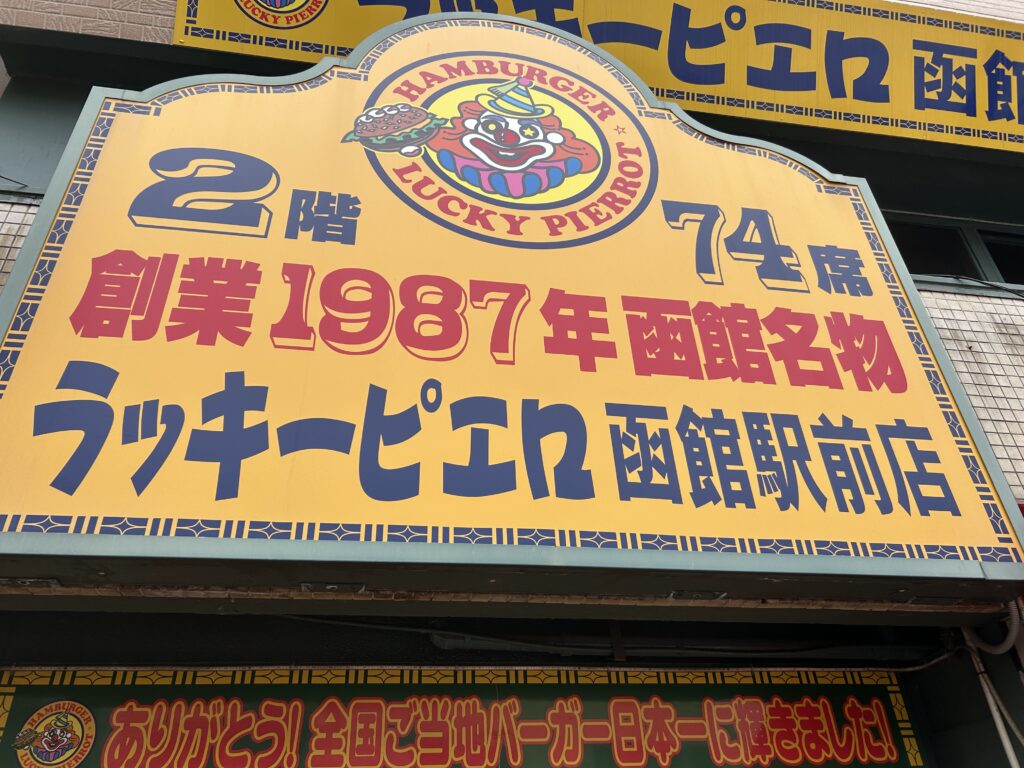 ラッキーピエロ 函館
HAMBURGER
LUCKY PIERROT
2階
74席
創業1987年 函館名物
ラッキーピエロ 函館駅前店
HAMBURGER
LUCKY PIERROT
ありがとう!全国ご当地バーガー日本一に輝きました!